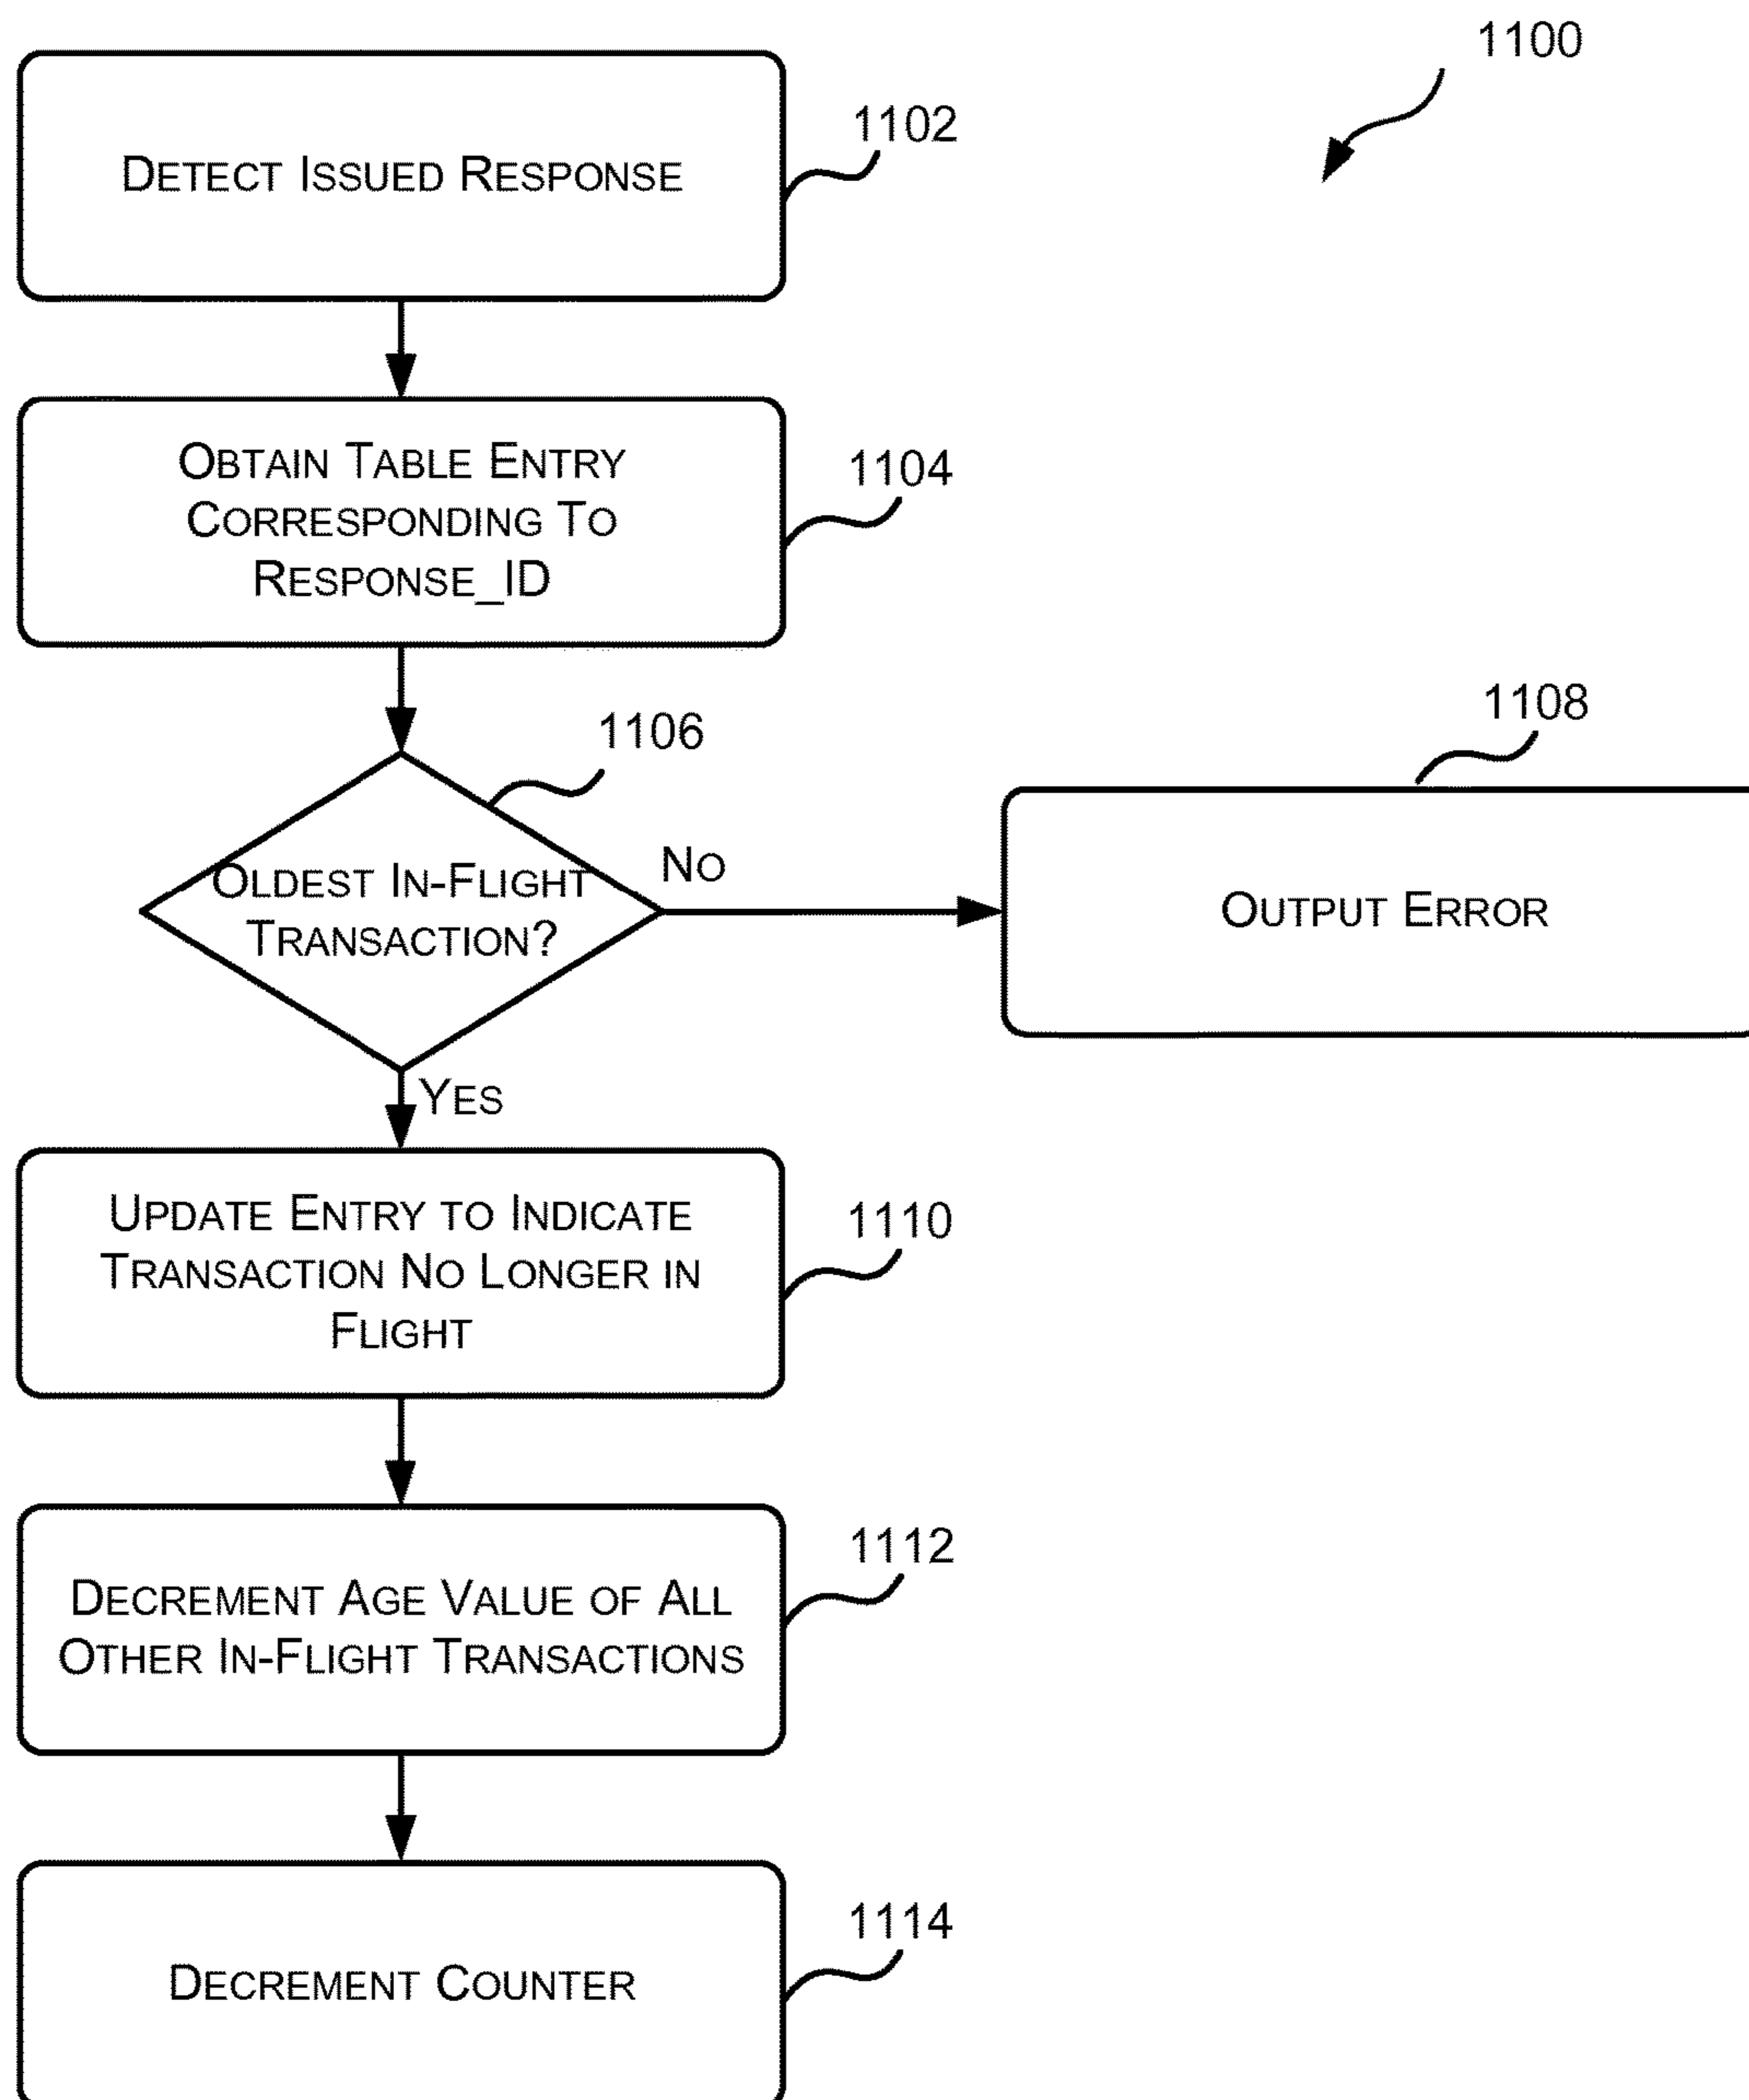 1100
1102
DETECT ISSUED RESPONSE
OBTAIN TABLE ENTRY
CORRESPONDING TO
RESPONSE_ID
1104
1106
1108
OLDEST IN-FLIGHT
TRANSACTION?
NO
OUTPUT ERROR
YES
UPDATE ENTRY TO INDICATE
TRANSACTION NO LONGER IN
FLIGHT
1110
1112
DECREMENT AGE VALUE OF ALL
OTHER IN-FLIGHT TRANSACTIONS
1114
DECREMENT COUNTER